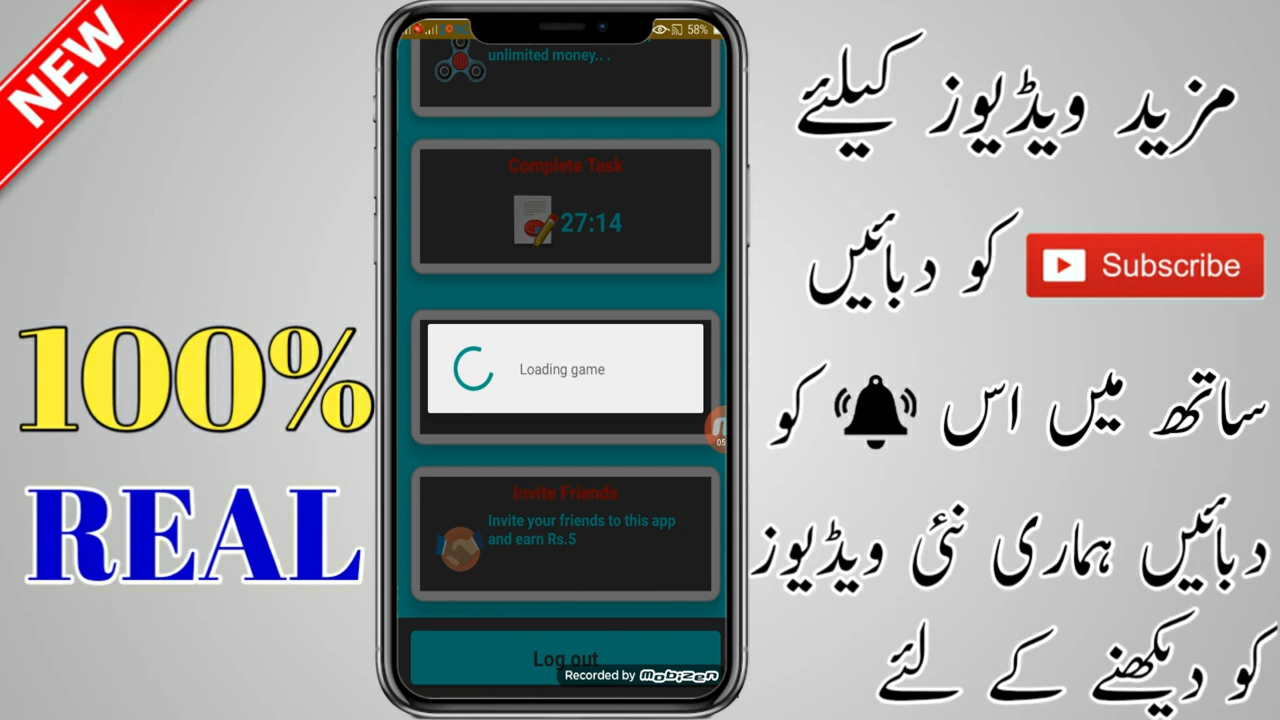 NEW
100%
REAL
58%
unlimited money.. .
Complete Task
27:14
Loading game
05
Invite Friends
Invite your friends to this app
and earn Rs.5
Log out
Recorded by mobizen
مزید ویڈیوز کیلئے
Subscribe کو دبائیں
ساتھ میں اس کو
دبائیں ہماری نئی ویڈیوز
کو دیکھنے کے لئے